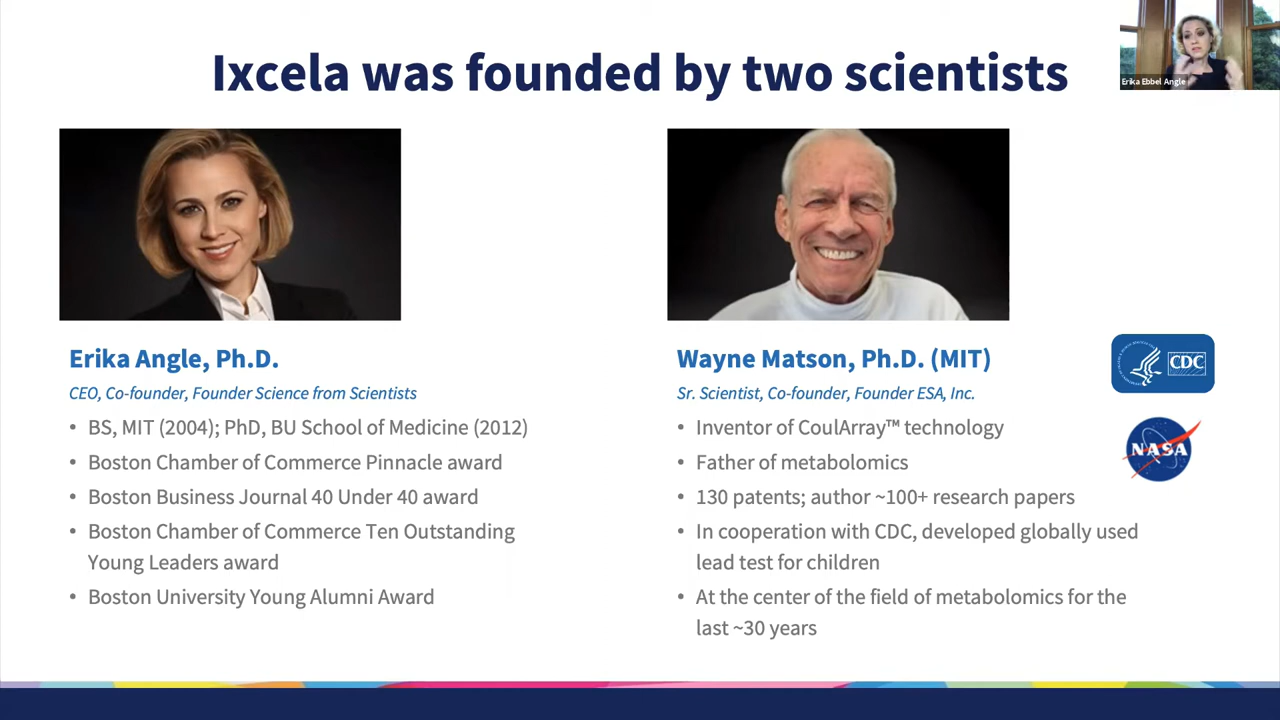 Ixcela was founded by two scientists
Erika Ebbel Angle
Erika Angle, Ph.D.
CEO, Co-founder, Founder Science from Scientists
• BS, MIT (2004); PhD, BU School of Medicine (2012)
• Boston Chamber of Commerce Pinnacle award
• Boston Business Journal 40 Under 40 award
• Boston Chamber of Commerce Ten Outstanding
Young Leaders award
• Boston University Young Alumni Award
Wayne Matson, Ph.D. (MIT)
Sr. Scientist, Co-founder, Founder ESA, Inc.
• Inventor of CoulArray™ technology
• Father of metabolomics
• 130 patents; author ~100+ research papers
• In cooperation with CDC, developed globally used
lead test for children
• At the center of the field of metabolomics for the
last ~30 years
CDC
NASA